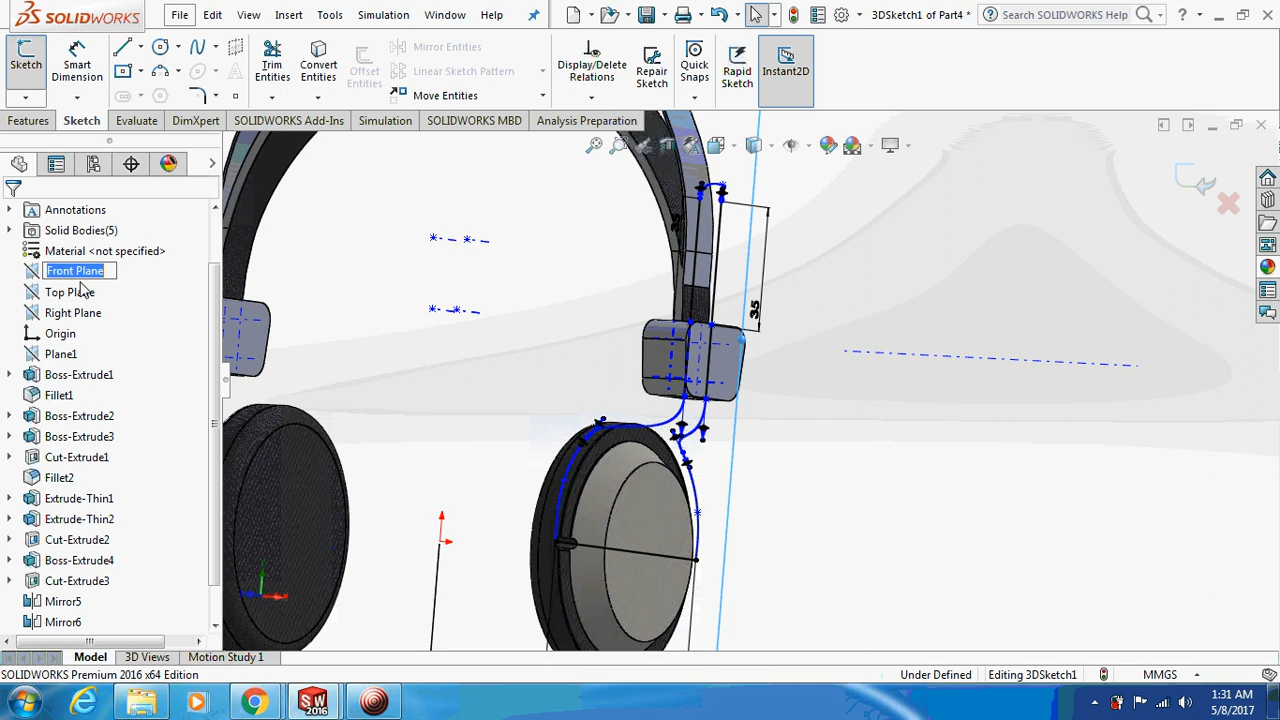 SOLIDWORKS File Edit View Insert Tools Simulation Window Help 3DSketch1 of Part4 * Search SOLIDWORKS Help ?
Sketch Smart Dimension Trim Entities Convert Entities Offset Entities Mirror Entities Linear Sketch Pattern Move Entities Display/Delete Relations Repair Sketch Quick Snaps Rapid Sketch Instant2D
Features Sketch Evaluate DimXpert SOLIDWORKS Add-Ins Simulation SOLIDWORKS MBD Analysis Preparation
Annotations
Solid Bodies(5)
Material <not specified>
Front Plane
Top Plane
Right Plane
Origin
Plane1
Boss-Extrude1
Fillet1
Boss-Extrude2
Boss-Extrude3
Cut-Extrude1
Fillet2
Extrude-Thin1
Extrude-Thin2
Cut-Extrude2
Boss-Extrude4
Cut-Extrude3
Mirror5
Mirror6
35
Model 3D Views Motion Study 1
SOLIDWORKS Premium 2016 x64 Edition Under Defined Editing 3DSketch1 MMGS
SW 2016
1:31 AM
5/8/2017